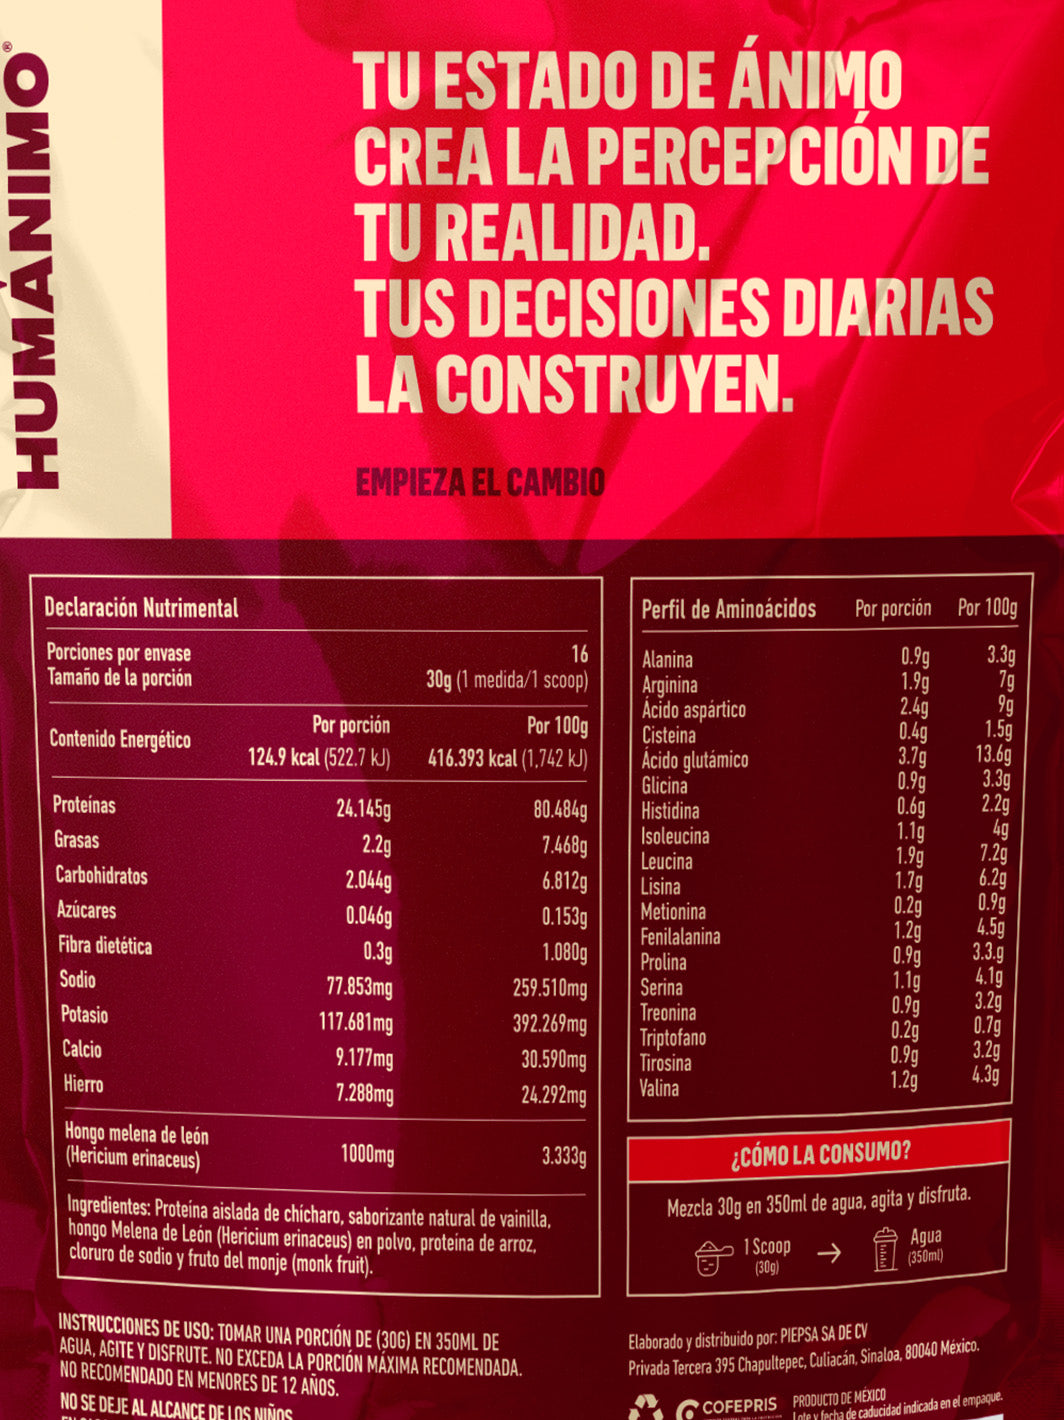 HUMÁNIMO®
TU ESTADO DE ÁNIMO
CREA LA PERCEPCIÓN DE
TU REALIDAD.
TUS DECISIONES DIARIAS
LA CONSTRUYEN.
EMPIEZA EL CAMBIO
Declaración Nutrimental
Porciones por envase 16
Tamaño de la porción 30g (1 medida/1 scoop)
Por porción Por 100g
Contenido Energético 124.9 kcal (522.7 kJ) 416.393 kcal (1,742 kJ)
Proteínas 24.145g 80.484g
Grasas 2.2g 7.468g
Carbohidratos 2.044g 6.812g
Azúcares 0.046g 0.153g
Fibra dietética 0.3g 1.080g
Sodio 77.853mg 259.510mg
Potasio 117.681mg 392.269mg
Calcio 9.177mg 30.590mg
Hierro 7.288mg 24.292mg
Hongo melena de león
(Hericium erinaceus) 1000mg 3.333g
Ingredientes: Proteína aislada de chícharo, saborizante natural de vainilla,
hongo Melena de León (Hericium erinaceus) en polvo, proteína de arroz,
cloruro de sodio y fruto del monje (monk fruit).
Perfil de Aminoácidos Por porción Por 100g
Alanina 0.9g 3.3g
Arginina 1.9g 7g
Ácido aspártico 2.4g 9g
Cisteina 0.4g 1.5g
Ácido glutámico 3.7g 13.6g
Glicina 0.9g 3.3g
Histidina 0.6g 2.2g
Isoleucina 1.1g 4g
Leucina 1.9g 7.2g
Lisina 1.7g 6.2g
Metionina 0.2g 0.9g
Fenilalanina 1.2g 4.5g
Prolina 0.9g 3.3.g
Serina 1.1g 4.1g
Treonina 0.9g 3.2g
Triptofano 0.2g 0.7g
Tirosina 0.9g 3.2g
Valina 1.2g 4.3g
¿CÓMO LA CONSUMO?
Mezcla 30g en 350ml de agua, agita y disfruta.
1 Scoop → Agua
(30g) (350ml)
INSTRUCCIONES DE USO: TOMAR UNA PORCIÓN DE (30G) EN 350ML DE
AGUA, AGITE Y DISFRUTE. NO EXCEDA LA PORCIÓN MÁXIMA RECOMENDADA.
NO RECOMENDADO EN MENORES DE 12 AÑOS.
NO SE DEJE AL ALCANCE DE LOS NIÑOS
Elaborado y distribuido por: PIEPSA SA DE CV
Privada Tercera 395 Chapultepec, Culiacán, Sinaloa, 80040 México.
COFEPRIS PRODUCTO DE MÉXICO
Lote y fecha de caducidad indicada en el empaque.